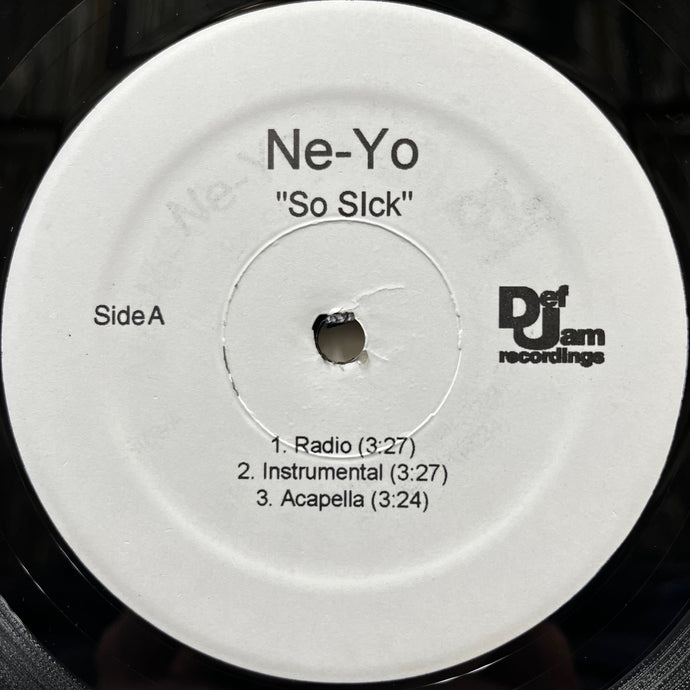 Ne-Yo
"So SIck"
Side A
Def
Jam
recordings
1. Radio (3:27)
2. Instrumental (3:27)
3. Acapella (3:24)